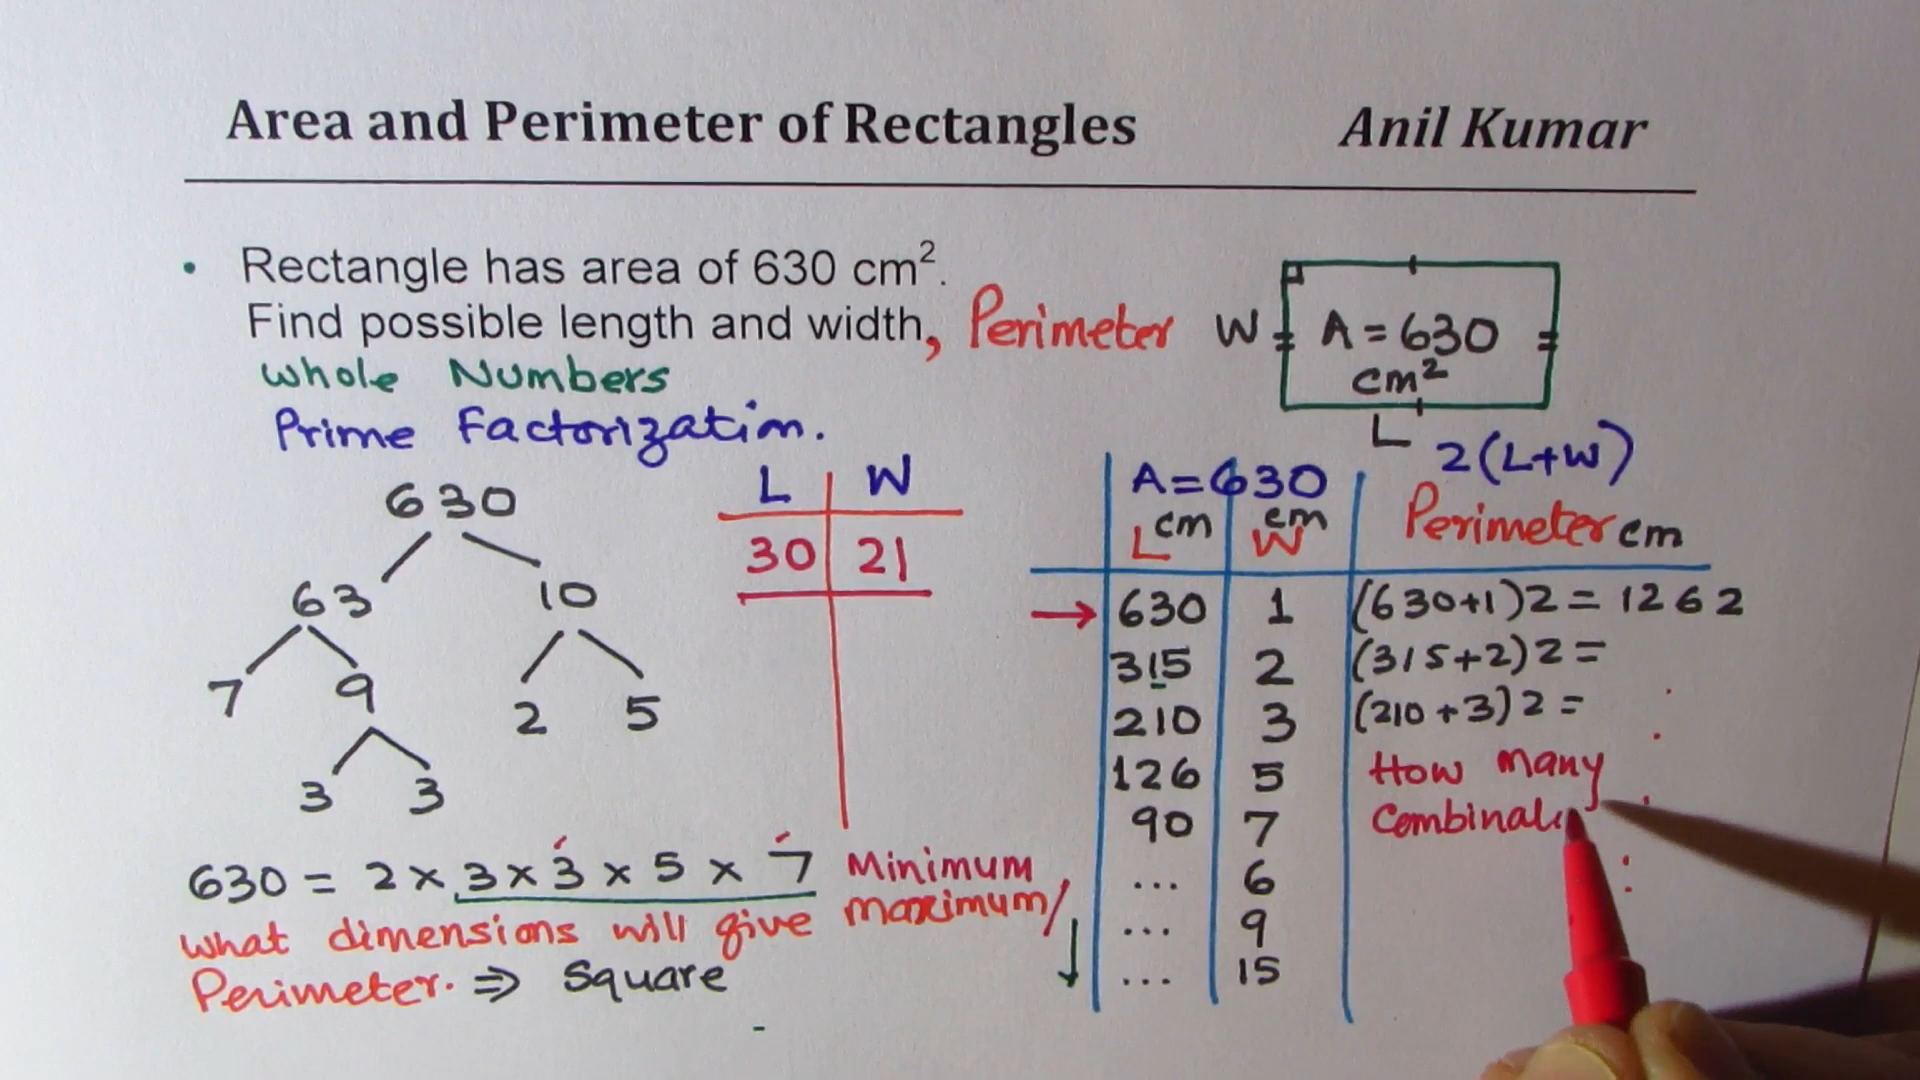 Area and Perimeter of Rectangles Anil Kumar
• Rectangle has area of 630 cm².
Find possible length and width, Perimeter
Whole Numbers
Prime Factorization.
W A = 630
cm²
L
630
63 10
7 9 2 5
3 3
L W
30 21
2(L+W)
A = 630
L cm W cm Perimeter cm
→ 630 1 (630+1)2 = 1262
315 2 (315+2)2 =
210 3 (210+3)2 =
126 5 How many
90 7
... 6
... 9
... 15
630 = 2 × 3 × 3 × 5 × 7 Minimum
What dimensions will give maximum/
Perimeter. ⇒ Square